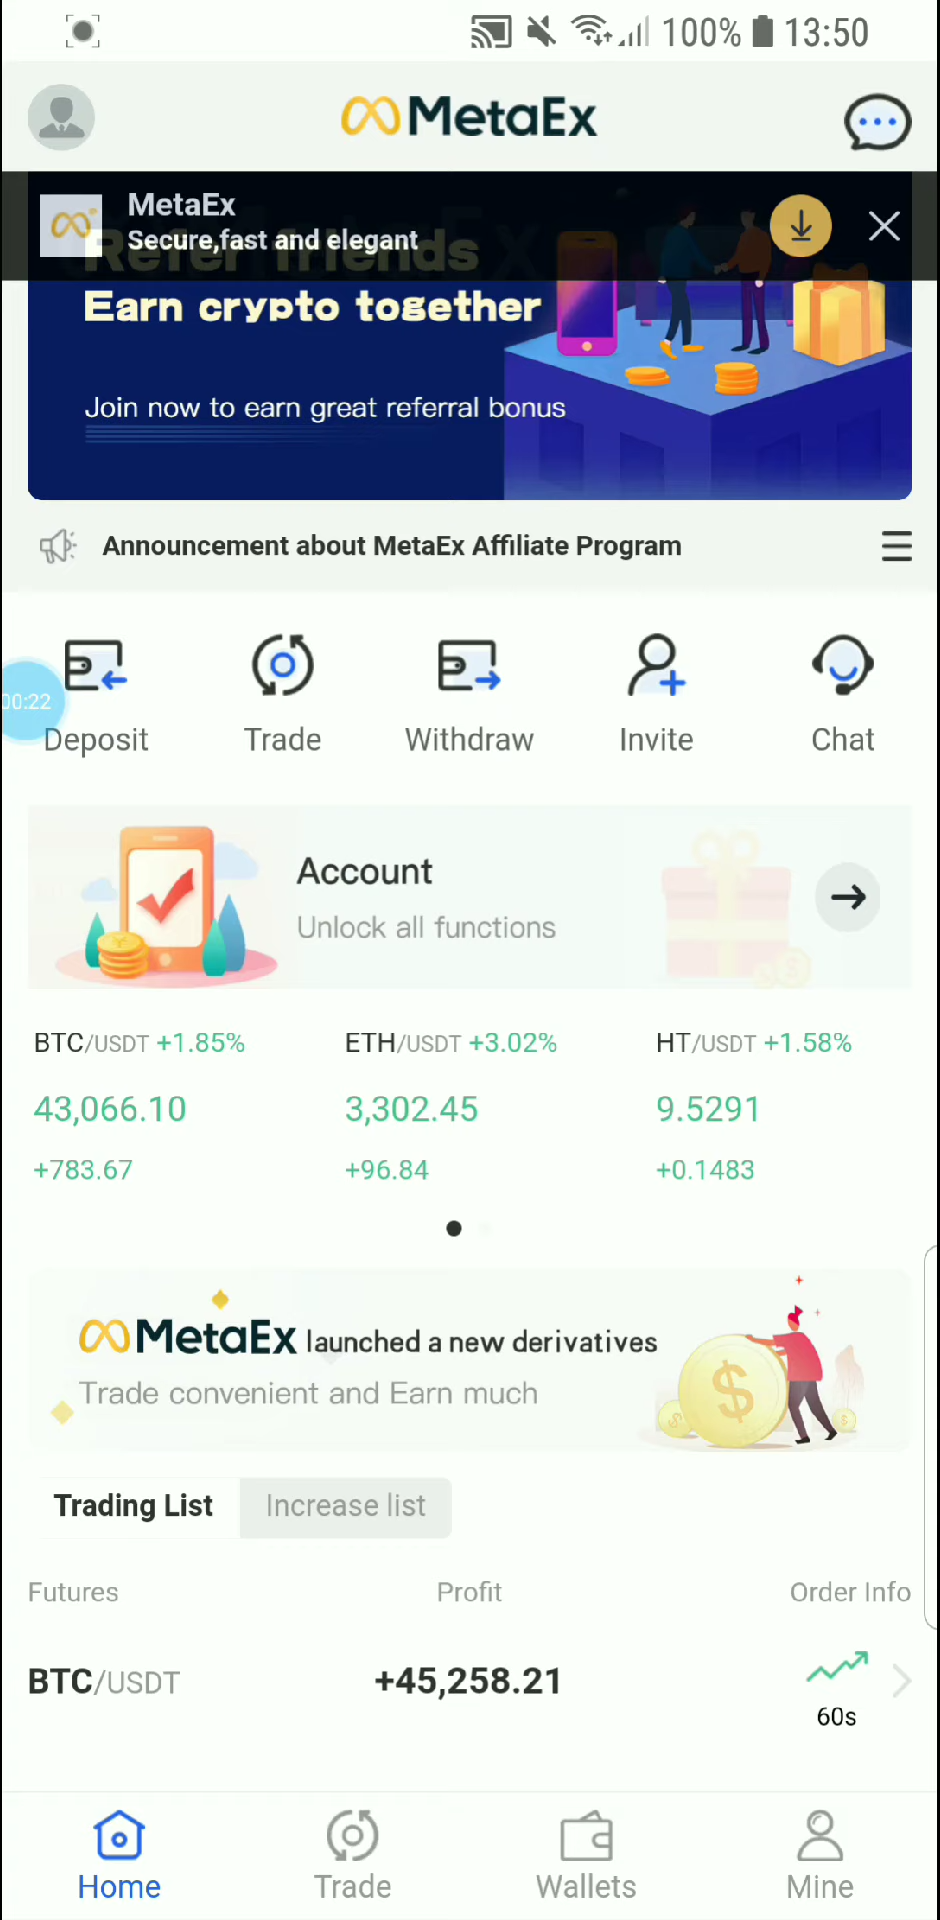 100% 13:50
MetaEx
MetaEx
Secure,fast and elegant
Refer friends
Earn crypto together
Join now to earn great referral bonus
Announcement about MetaEx Affiliate Program
00:22
Deposit Trade Withdraw Invite Chat
Account
Unlock all functions
BTC/USDT +1.85% ETH/USDT +3.02% HT/USDT +1.58%
43,066.10 3,302.45 9.5291
+783.67 +96.84 +0.1483
MetaEx launched a new derivatives
Trade convenient and Earn much
Trading List Increase list
Futures Profit Order Info
BTC/USDT +45,258.21
60s
Home Trade Wallets Mine